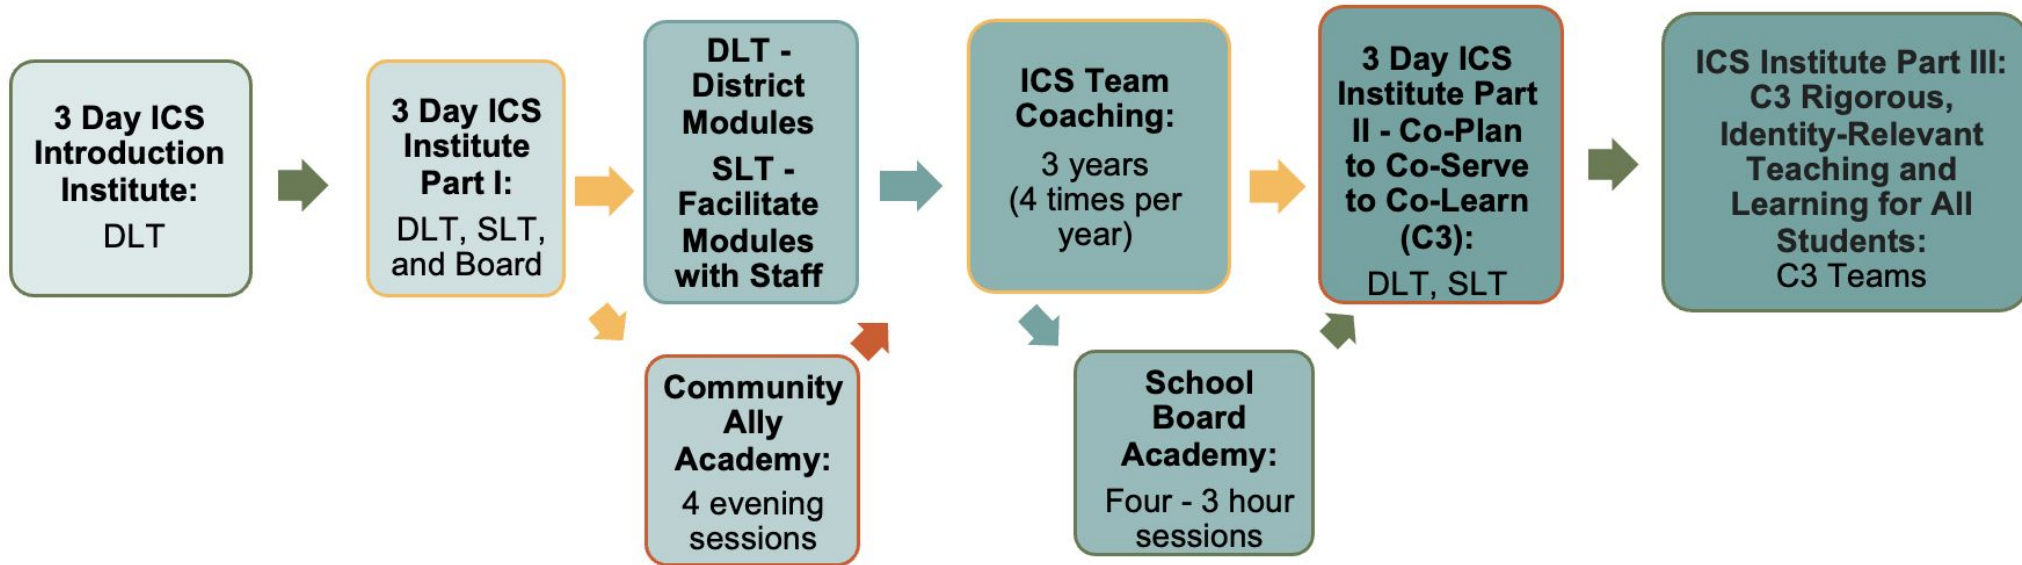 3 Day ICS
Introduction
Institute:
DLT
3 Day ICS
Institute
Part I:
DLT, SLT,
and Board
DLT -
District
Modules
SLT -
Facilitate
Modules
with Staff
Community
Ally
Academy:
4 evening
sessions
ICS Team
Coaching:
3 years
(4 times per
year)
School
Board
Academy:
Four - 3 hour
sessions
3 Day ICS
Institute Part
II - Co-Plan
to Co-Serve
to Co-Learn
(C3):
DLT, SLT
ICS Institute Part III:
C3 Rigorous,
Identity-Relevant
Teaching and
Learning for All
Students:
C3 Teams